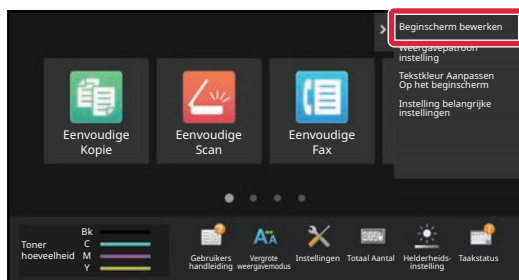 Beginscherm bewerken
Weergavepatroon
instelling
Tekstkleur Aanpassen
Op het beginscherm
Instelling belangrijke
instellingen
Eenvoudige
Kopie
Eenvoudige
Scan
Eenvoudige
Fax
Toner
hoeveelheid
Bk
C
M
Y
Gebruikers
handleiding
Vergrote
weergavemodus
Instellingen
Totaal Aantal
Helderheids-
instelling
Taakstatus